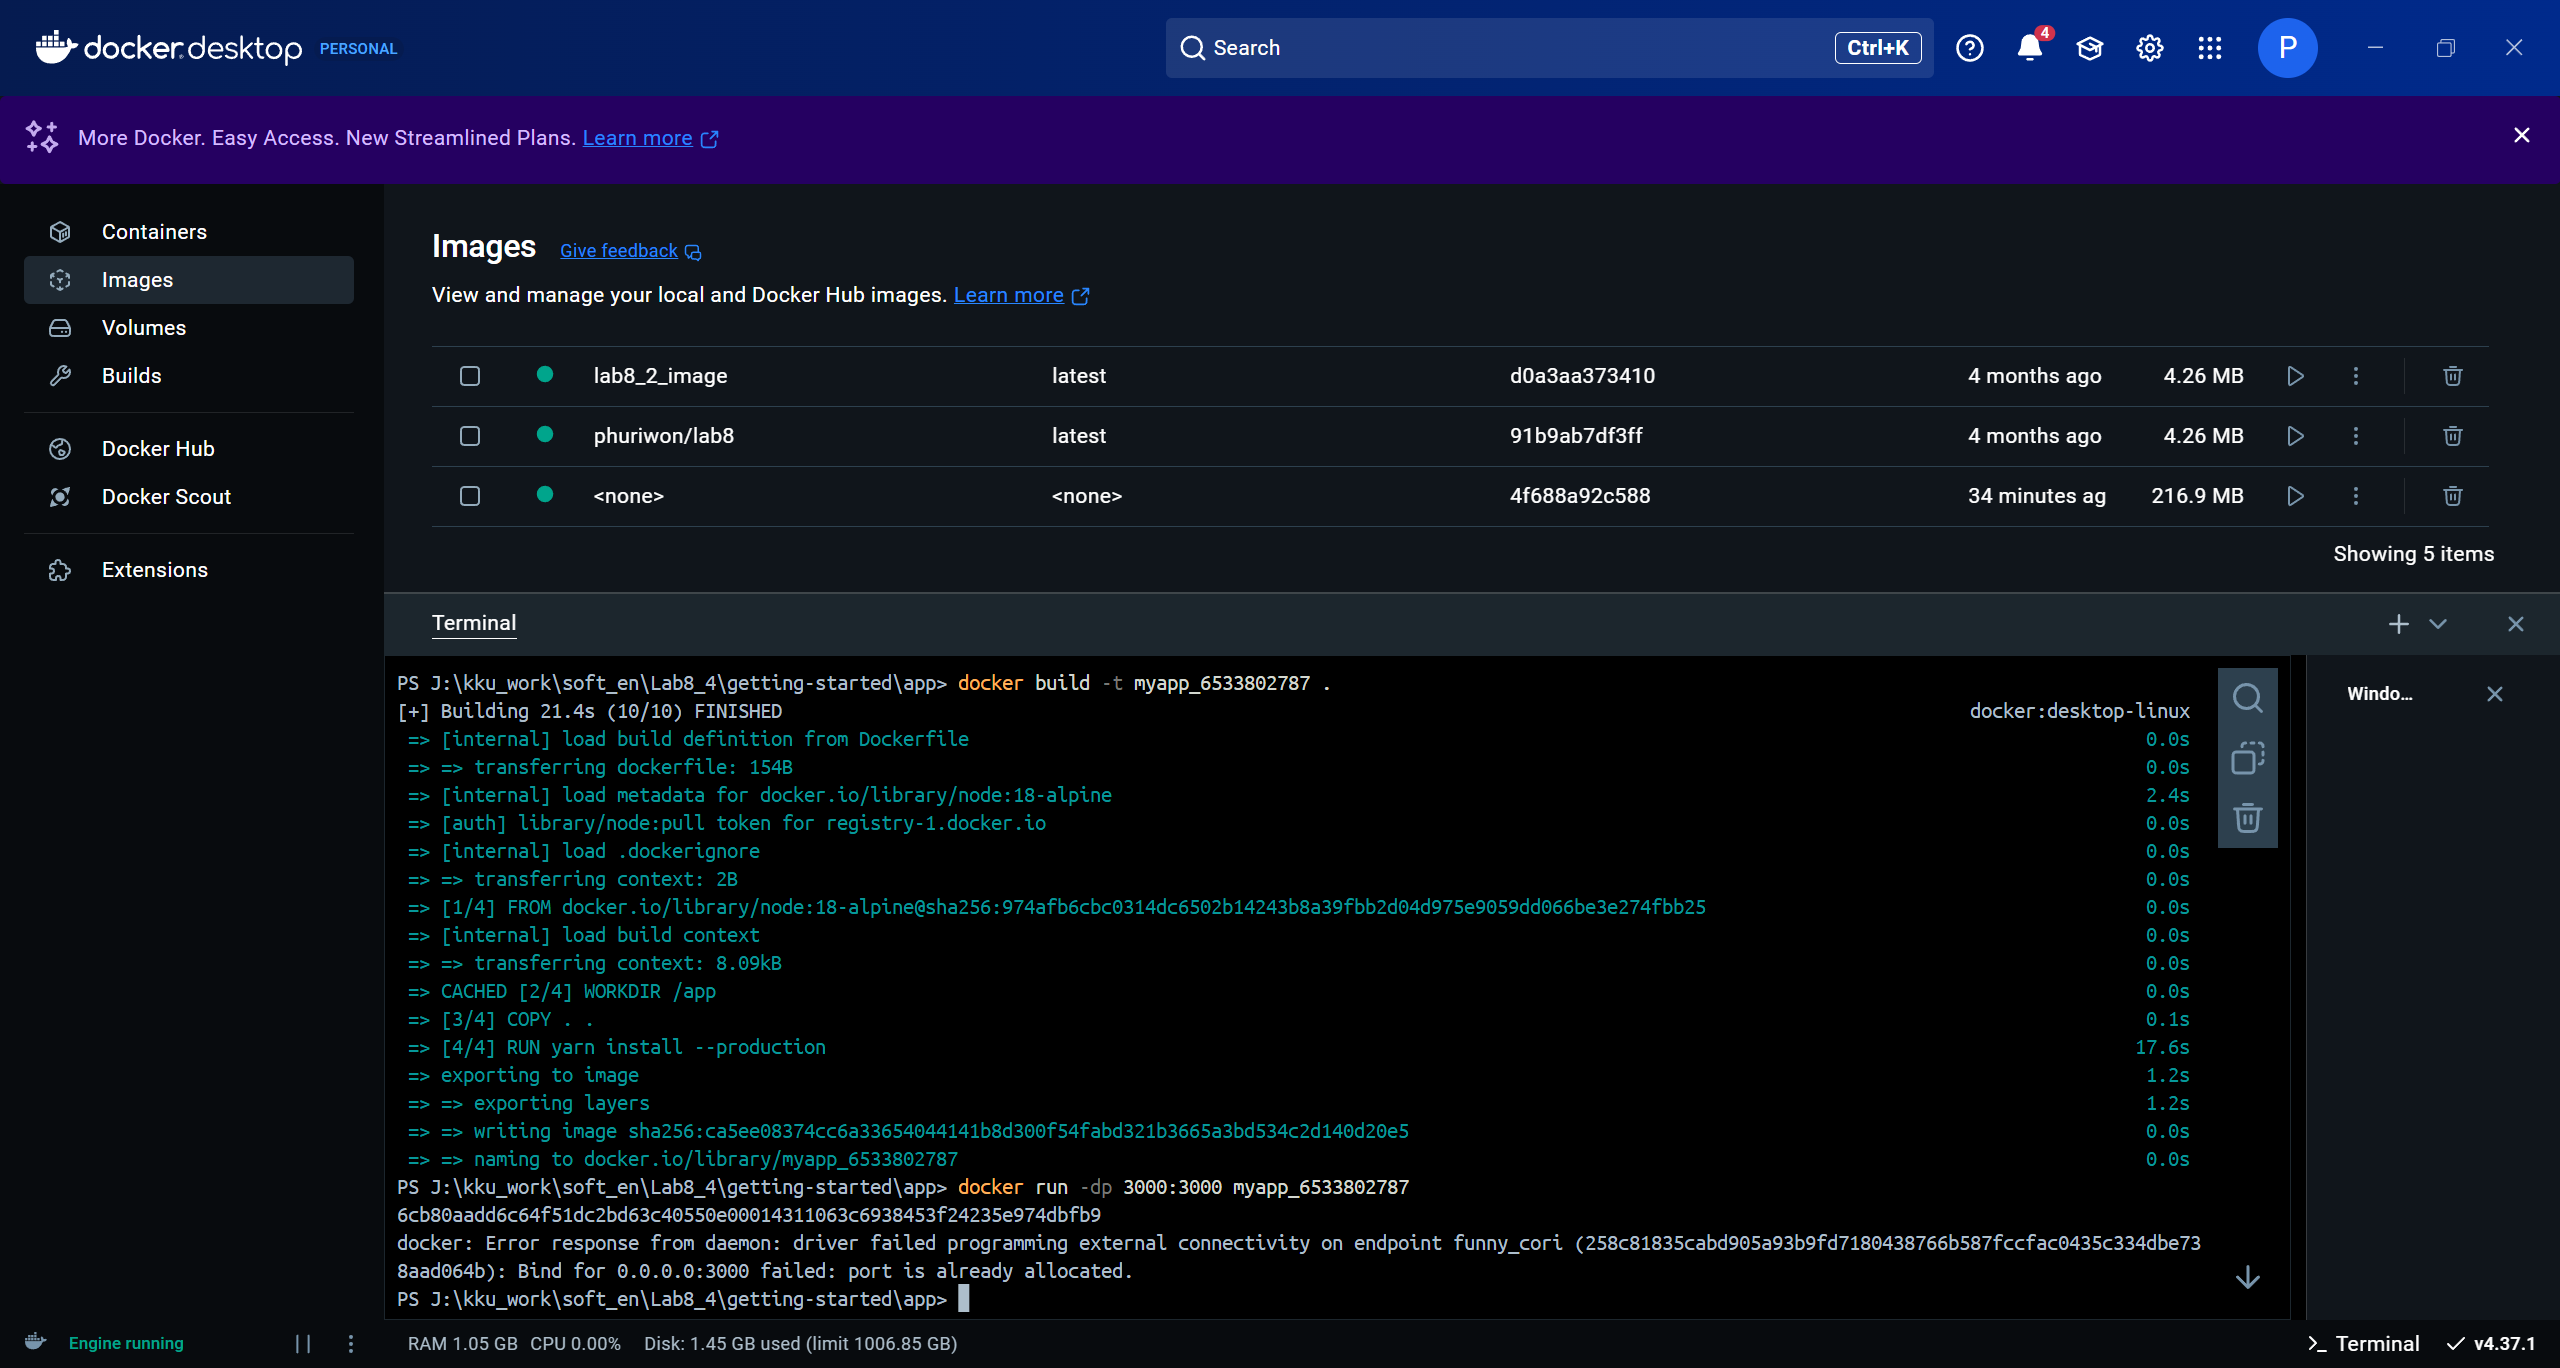 docker.desktop PERSONAL
Search
Ctrl+K
4
P
More Docker. Easy Access. New Streamlined Plans. Learn more
Containers
Images
Volumes
Builds
Docker Hub
Docker Scout
Extensions
Images Give feedback
View and manage your local and Docker Hub images. Learn more
lab8_2_image latest d0a3aa373410 4 months ago 4.26 MB
phuriwon/lab8 latest 91b9ab7df3ff 4 months ago 4.26 MB
<none> <none> 4f688a92c588 34 minutes ag 216.9 MB
Showing 5 items
Terminal
PS J:\kku_work\soft_en\Lab8_4\getting-started\app> docker build -t myapp_6533802787 .
[+] Building 21.4s (10/10) FINISHED docker:desktop-linux
=> [internal] load build definition from Dockerfile 0.0s
=> => transferring dockerfile: 154B 0.0s
=> [internal] load metadata for docker.io/library/node:18-alpine 2.4s
=> [auth] library/node:pull token for registry-1.docker.io 0.0s
=> [internal] load .dockerignore 0.0s
=> => transferring context: 2B 0.0s
=> [1/4] FROM docker.io/library/node:18-alpine@sha256:974afb6cbc0314dc6502b14243b8a39fbb2d04d975e9059dd066be3e274fbb25 0.0s
=> [internal] load build context 0.0s
=> => transferring context: 8.09kB 0.0s
=> CACHED [2/4] WORKDIR /app 0.0s
=> [3/4] COPY . . 0.1s
=> [4/4] RUN yarn install --production 17.6s
=> exporting to image 1.2s
=> => exporting layers 1.2s
=> => writing image sha256:ca5ee08374cc6a33654044141b8d300f54fabd321b3665a3bd534c2d140d20e5 0.0s
=> => naming to docker.io/library/myapp_6533802787 0.0s
PS J:\kku_work\soft_en\Lab8_4\getting-started\app> docker run -dp 3000:3000 myapp_6533802787
6cb80aadd6c64f51dc2bd63c40550e00014311063c6938453f24235e974dbfb9
docker: Error response from daemon: driver failed programming external connectivity on endpoint funny_cori (258c81835cabd905a93b9fd7180438766b587fccfac0435c334dbe73
8aad064b): Bind for 0.0.0.0:3000 failed: port is already allocated.
PS J:\kku_work\soft_en\Lab8_4\getting-started\app>
Windo...
Engine running
RAM 1.05 GB CPU 0.00% Disk: 1.45 GB used (limit 1006.85 GB)
>_ Terminal
v4.37.1